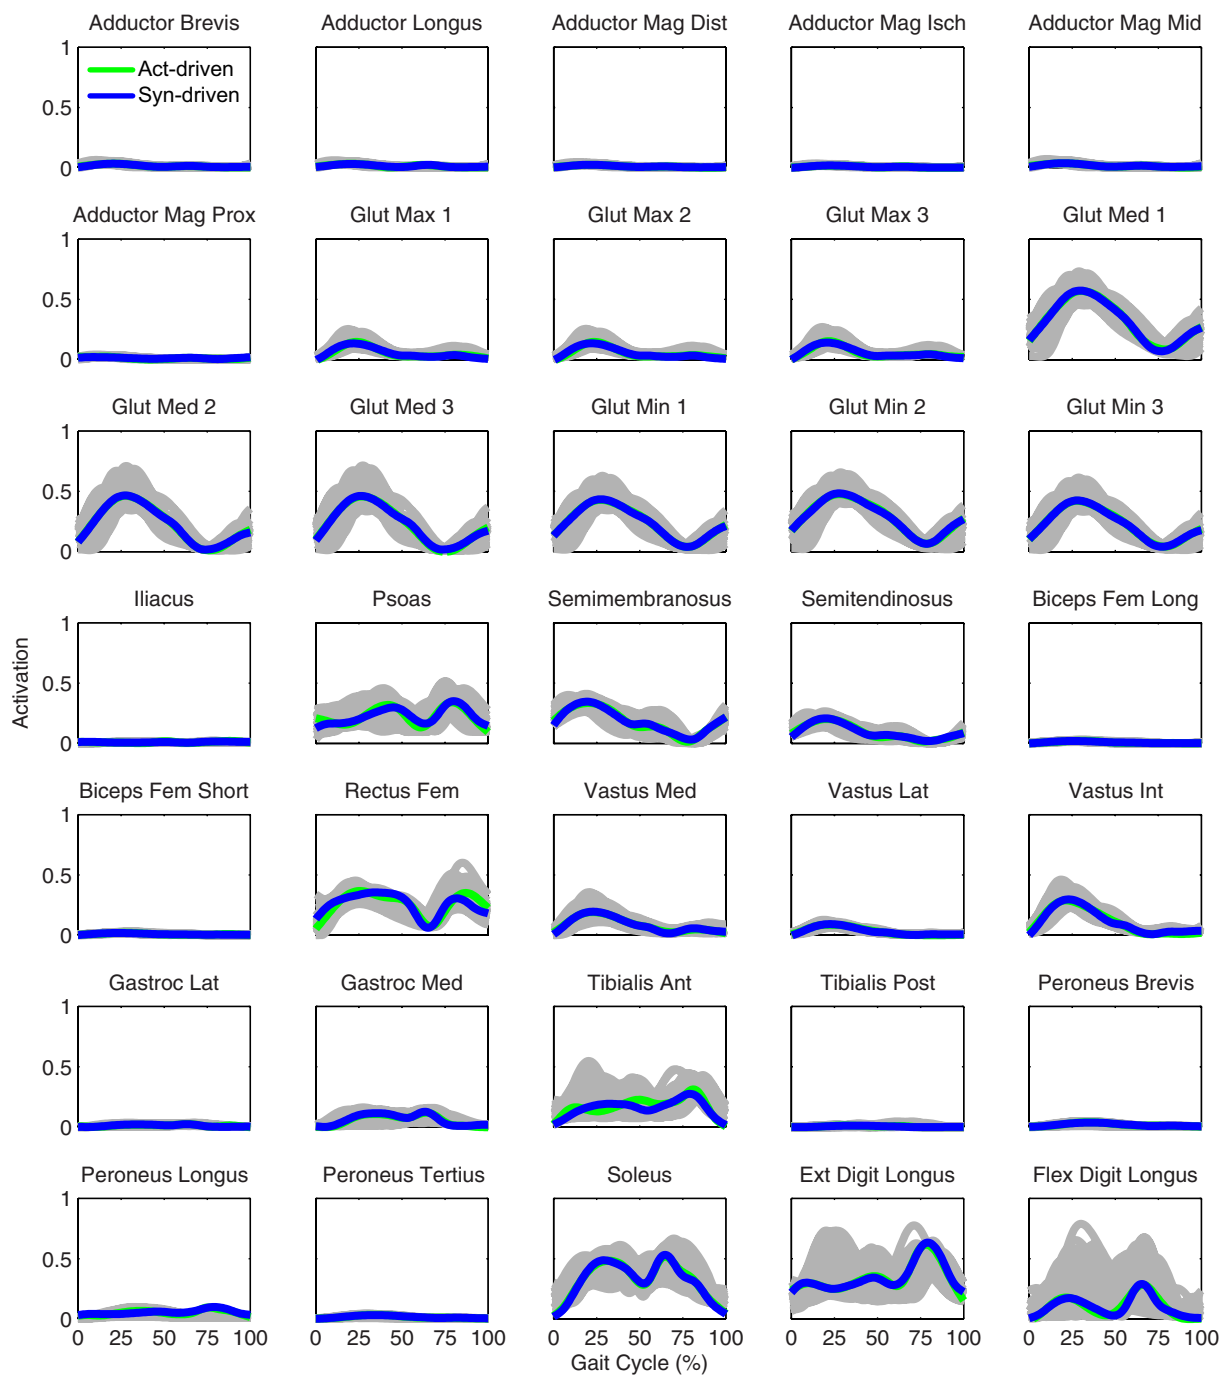 Adductor Brevis Adductor Longus Adductor Mag Dist Adductor Mag Isch Adductor Mag Mid
1
Act-driven
Syn-driven
0.5
0
Adductor Mag Prox Glut Max 1 Glut Max 2 Glut Max 3 Glut Med 1
1
0.5
0
Glut Med 2 Glut Med 3 Glut Min 1 Glut Min 2 Glut Min 3
1
0.5
0
Iliacus Psoas Semimembranosus Semitendinosus Biceps Fem Long
1
0.5
0
Activation
Biceps Fem Short Rectus Fem Vastus Med Vastus Lat Vastus Int
1
0.5
0
Gastroc Lat Gastroc Med Tibialis Ant Tibialis Post Peroneus Brevis
1
0.5
0
Peroneus Longus Peroneus Tertius Soleus Ext Digit Longus Flex Digit Longus
1
0.5
0
0 25 50 75 100 0 25 50 75 100 0 25 50 75 100 0 25 50 75 100 0 25 50 75 100
Gait Cycle (%)